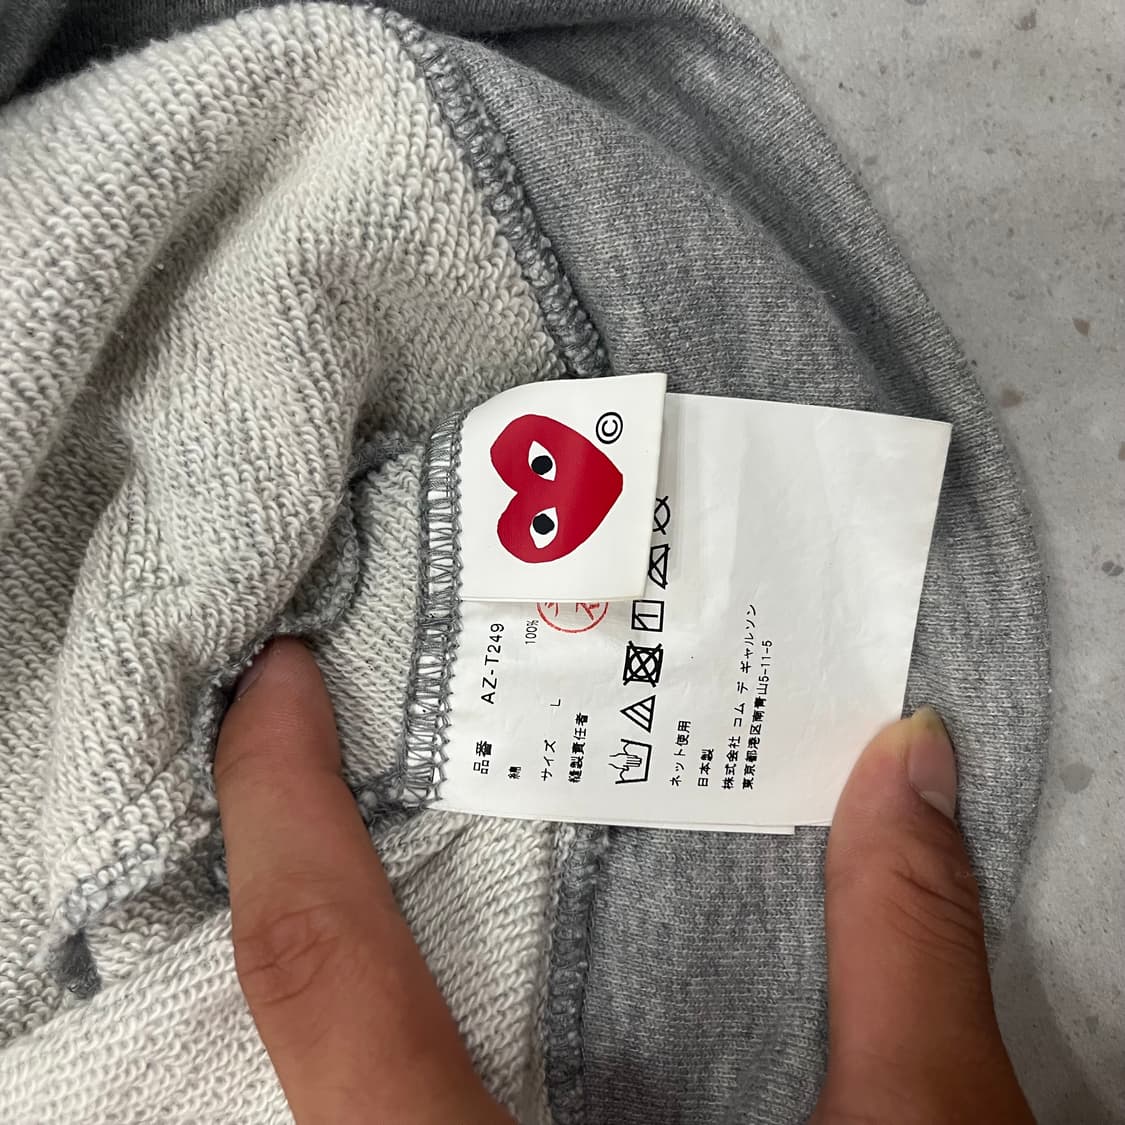 ©
品番 AZ-T249
綿 100%
サイズ L
縫製責任者
ネット使用
日本製
株式会社 コム デ ギャルソン
東京都港区南青山5-11-5